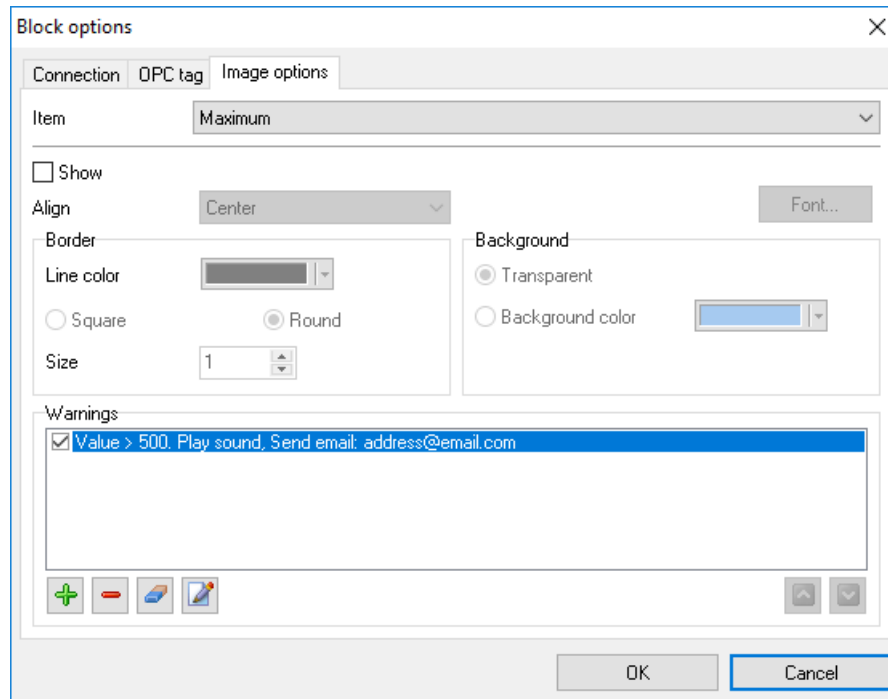 Block options
Connection OPC tag Image options
Item Maximum
Show
Align Center Font...
Border Background
Line color Transparent
Square Round Background color
Size 1
Warnings
Value > 500. Play sound, Send email: address@email.com
OK Cancel